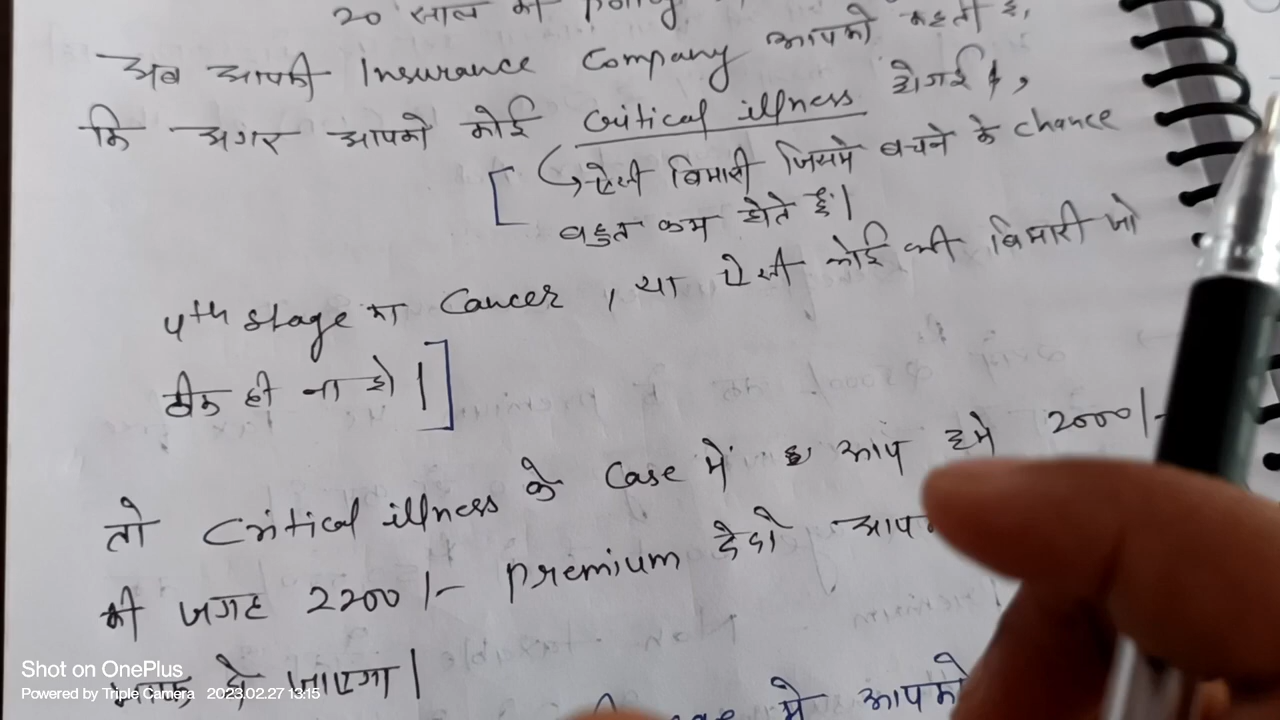 20 साल की Policy
अब आपकी Insurance Company आपको कहती है,
कि अगर आपको कोई Critical illness होगई,
ऐसी बिमारी जिसमे बचने के chance
बहुत कम होते हैं।
4th stage का Cancer, या ऐसी कोई भी बिमारी जो
ठीक ही ना हो।
तो Critical illness के Case में आप हमे 2000/-
की जगह 2200/- premium देदो
दे जाएगा।
मे आपको
Shot on OnePlus
Powered by Triple Camera 2023.02.27 13:15